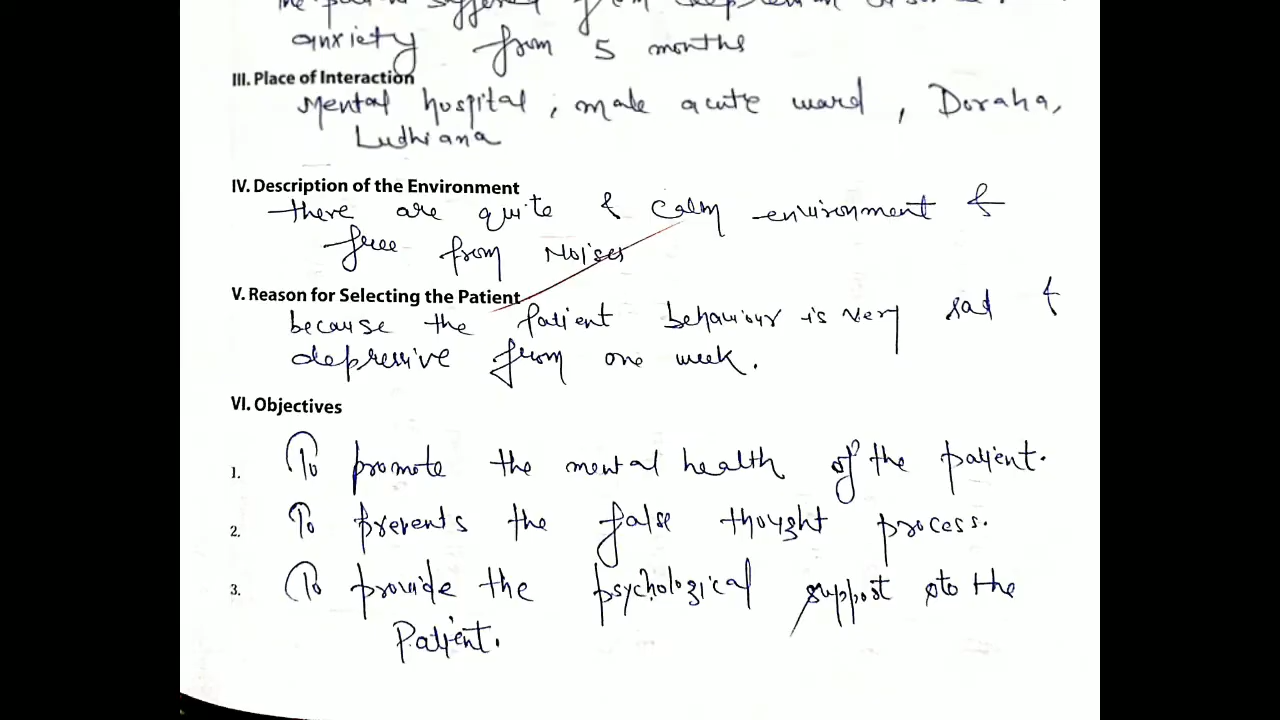 anxiety from 5 months
III. Place of Interaction
Mental hospital, male acute ward, Doraha,
Ludhiana
IV. Description of the Environment
there are quite & calm environment &
free from Noises
V. Reason for Selecting the Patient
because the patient behaviour is very sad &
depressive from one week.
VI. Objectives
1. To promote the mental health of the patient.
2. To prevents the false thought process.
3. To provide the psychological support to the
Patient.